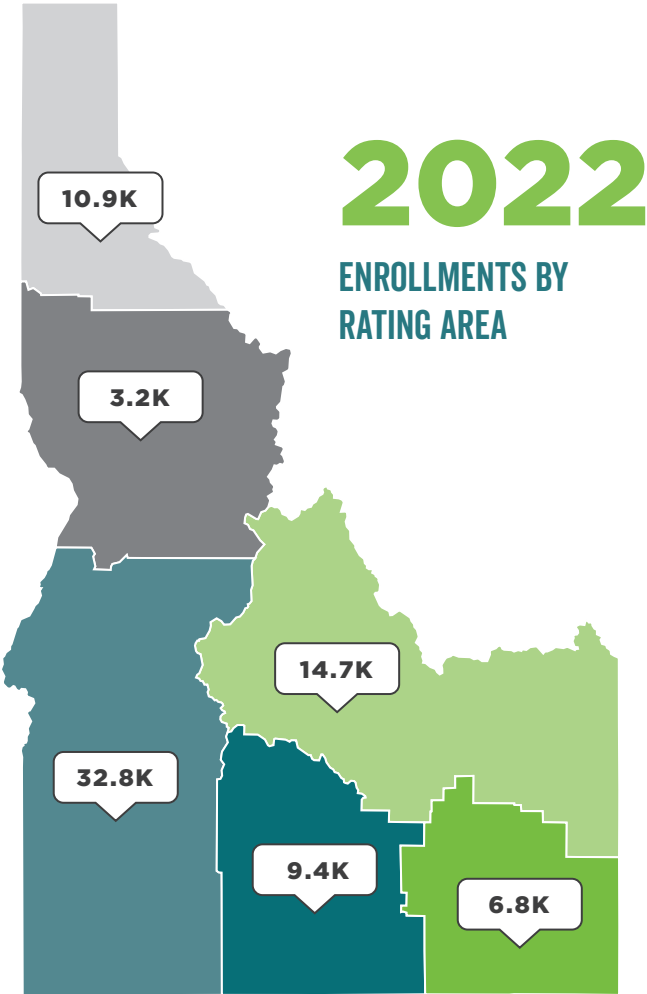 2022
ENROLLMENTS BY
RATING AREA
10.9K
3.2K
14.7K
32.8K
9.4K
6.8K